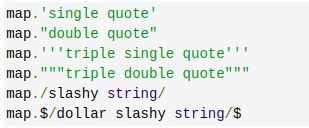 map.'single quote'
map."double quote"
map.'''triple single quote'''
map."""triple double quote"""
map./slashy string/
map.$/dollar slashy string/$